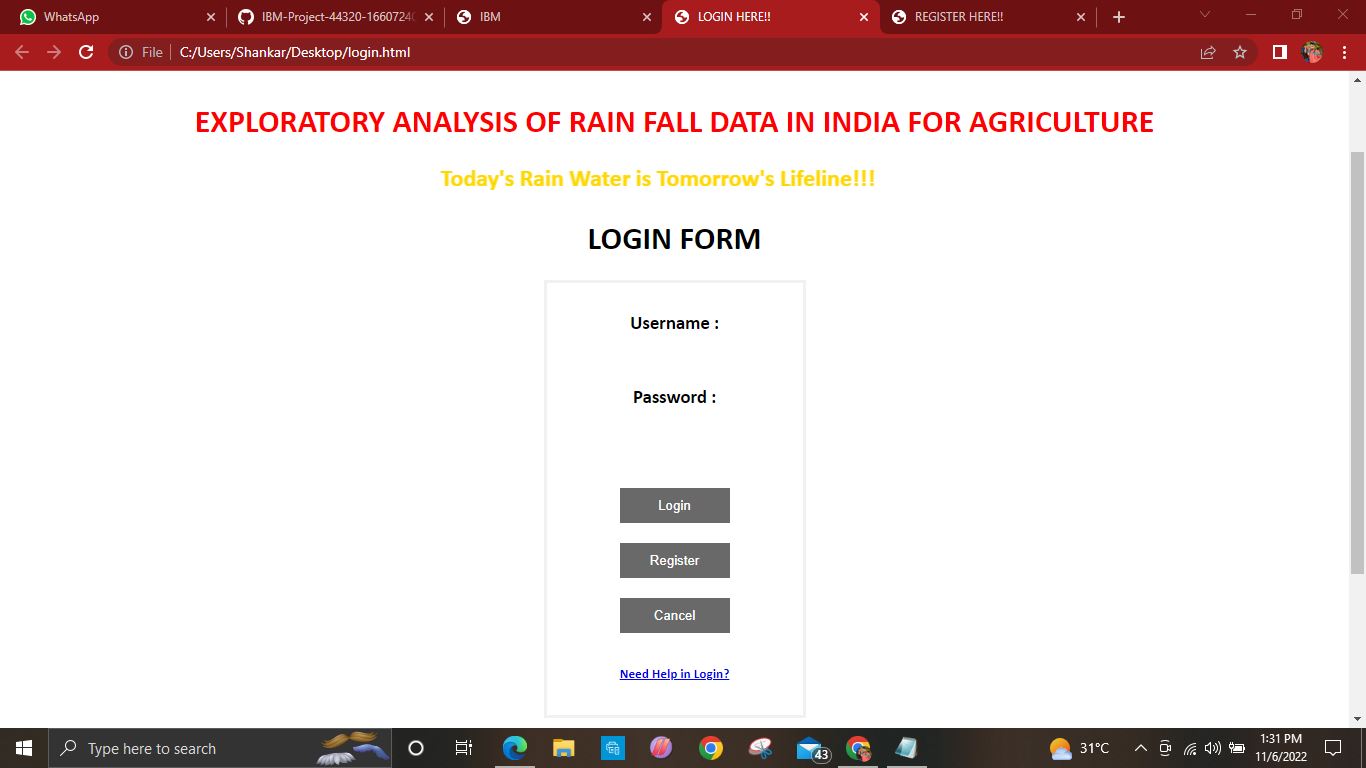 WhatsApp
IBM-Project-44320-1660724
IBM
LOGIN HERE!!
REGISTER HERE!!
File
C:/Users/Shankar/Desktop/login.html
EXPLORATORY ANALYSIS OF RAIN FALL DATA IN INDIA FOR AGRICULTURE
Today's Rain Water is Tomorrow's Lifeline!!!
LOGIN FORM
Username :
Password :
Login
Register
Cancel
Need Help in Login?
Type here to search
43
31°C
1:31 PM
11/6/2022